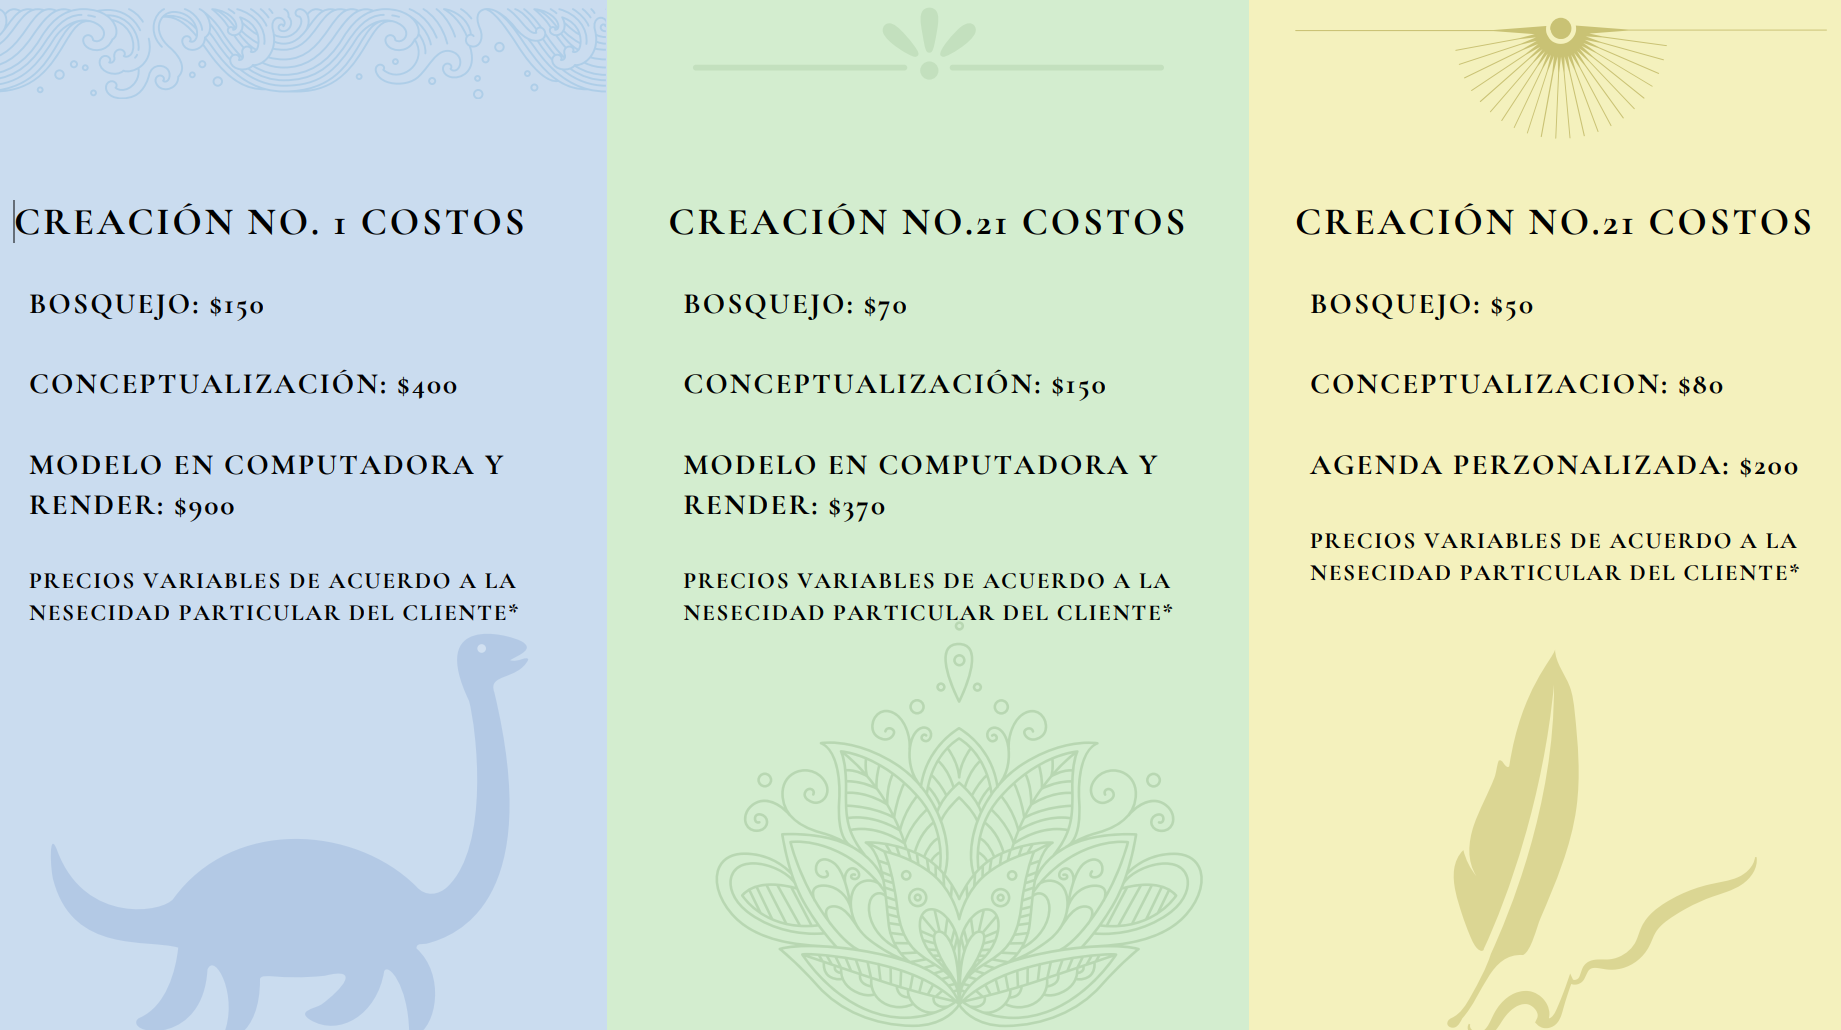 CREACIÓN NO. 1 COSTOS
BOSQUEJO: $150
CONCEPTUALIZACIÓN: $400
MODELO EN COMPUTADORA Y
RENDER: $900
PRECIOS VARIABLES DE ACUERDO A LA
NESECIDAD PARTICULAR DEL CLIENTE*
CREACIÓN NO.21 COSTOS
BOSQUEJO: $70
CONCEPTUALIZACIÓN: $150
MODELO EN COMPUTADORA Y
RENDER: $370
PRECIOS VARIABLES DE ACUERDO A LA
NESECIDAD PARTICULAR DEL CLIENTE*
CREACIÓN NO.21 COSTOS
BOSQUEJO: $50
CONCEPTUALIZACION: $80
AGENDA PERZONALIZADA: $200
PRECIOS VARIABLES DE ACUERDO A LA
NESECIDAD PARTICULAR DEL CLIENTE*